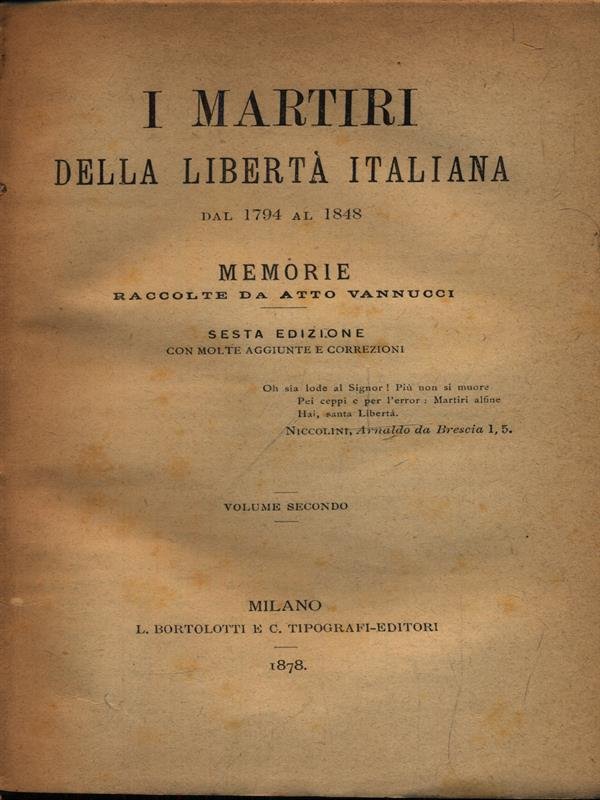 I MARTIRI
DELLA LIBERTÀ ITALIANA
DAL 1794 AL 1848
MEMORIE
RACCOLTE DA ATTO VANNUCCI
SESTA EDIZIONE
CON MOLTE AGGIUNTE E CORREZIONI
Oh sia lode al Signor! Più non si muore
Pei ceppi e per l'error: Martiri alfine
Hai, santa Libertá.
NICCOLINI, Arnaldo da Brescia 1, 5.
VOLUME SECONDO
MILANO
L. BORTOLOTTI E C. TIPOGRAFI-EDITORI
1878.